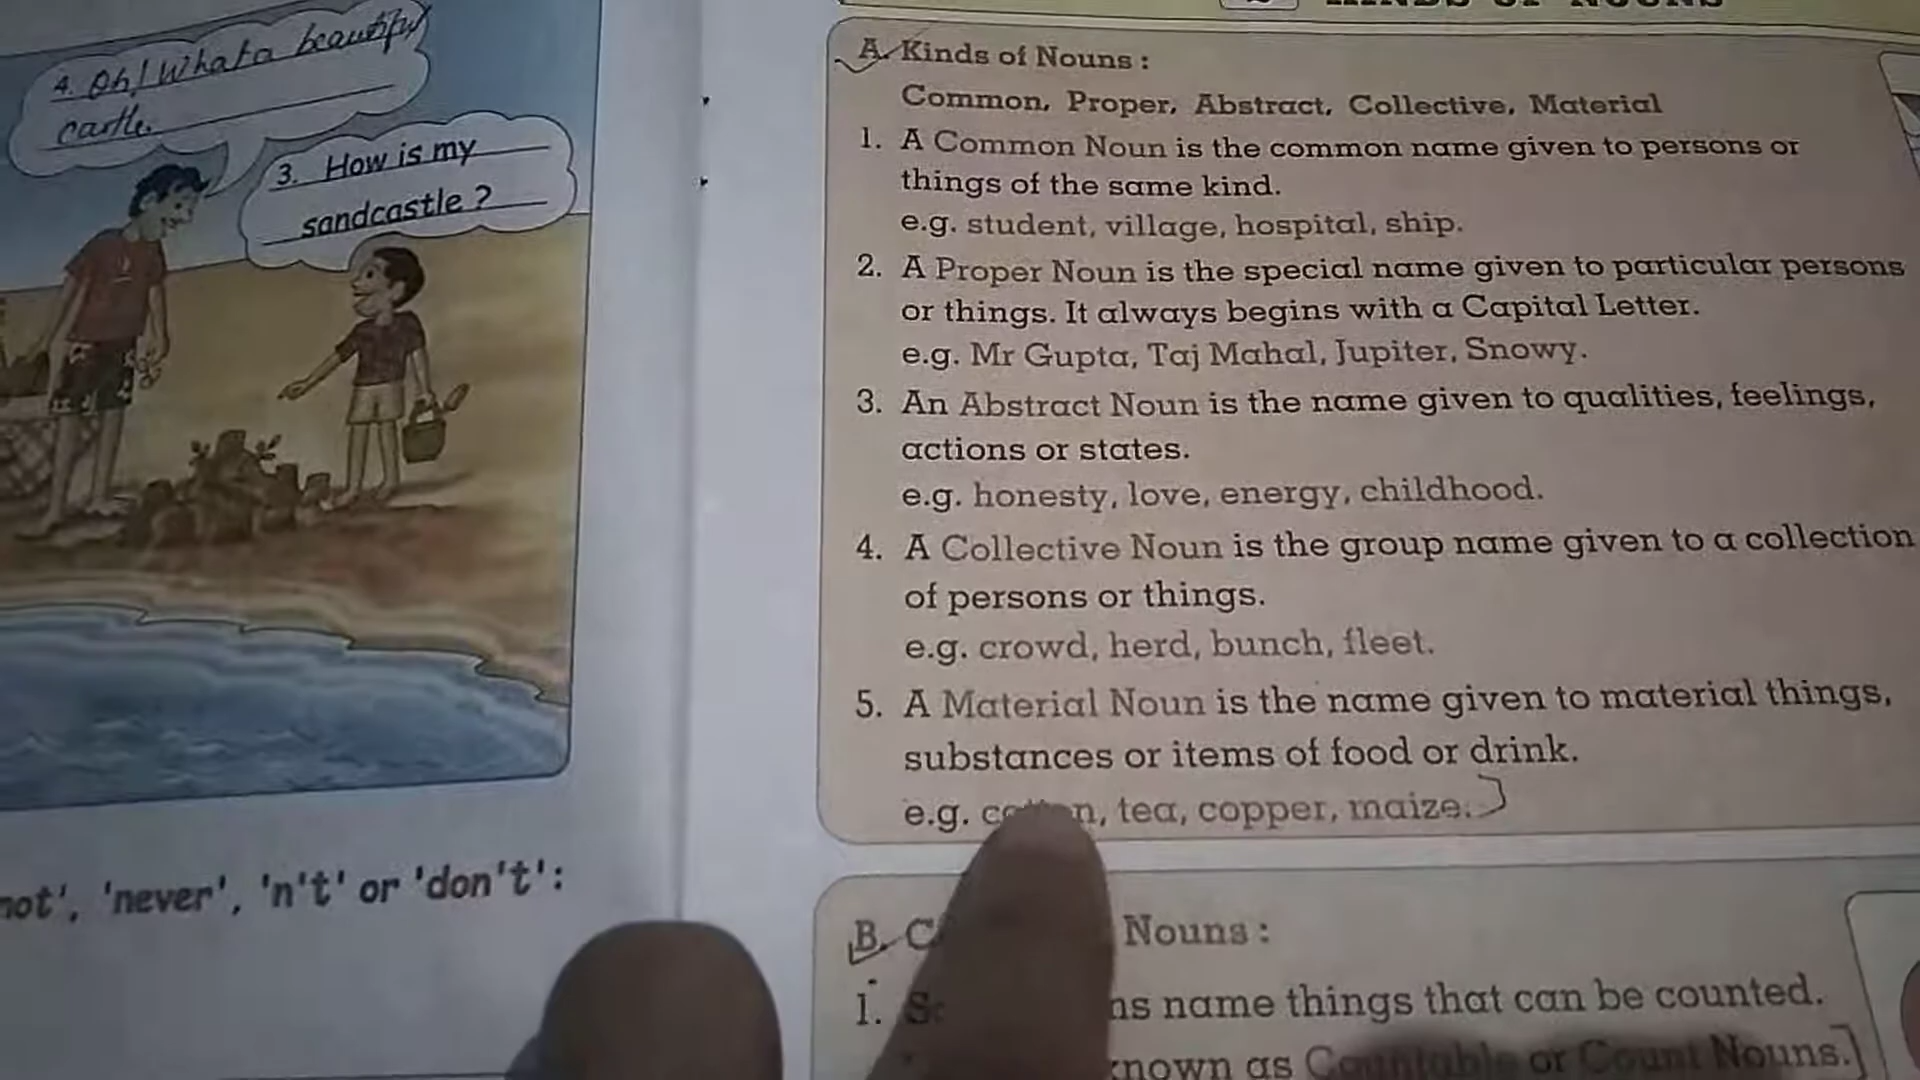 4. Oh! What a beautiful
castle.
3. How is my
sandcastle ?
not', 'never', 'n't' or 'don't':
KINDS OF NOUNS
A. Kinds of Nouns :
Common, Proper, Abstract, Collective, Material
1. A Common Noun is the common name given to persons or
things of the same kind.
e.g. student, village, hospital, ship.
2. A Proper Noun is the special name given to particular persons
or things. It always begins with a Capital Letter.
e.g. Mr Gupta, Taj Mahal, Jupiter, Snowy.
3. An Abstract Noun is the name given to qualities, feelings,
actions or states.
e.g. honesty, love, energy, childhood.
4. A Collective Noun is the group name given to a collection
of persons or things.
e.g. crowd, herd, bunch, fleet.
5. A Material Noun is the name given to material things,
substances or items of food or drink.
e.g. cotton, tea, copper, maize.
B. Nouns :
1. name things that can be counted.
known as Countable or Count Nouns.